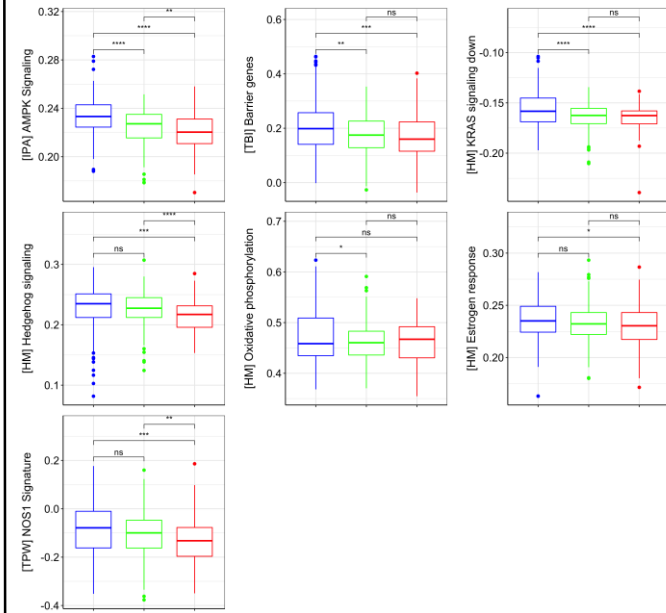 [IPA] AMPK Signaling
0.32
0.28
0.24
0.20
**
****
****
[TBI] Barrier genes
0.6
0.4
0.2
0.0
ns
***
**
[HM] KRAS signaling down
-0.10
-0.15
-0.20
ns
****
****
[HM] Hedgehog signaling
0.3
0.2
0.1
****
***
ns
[HM] Oxidative phosphorylation
0.7
0.6
0.5
0.4
ns
ns
*
[HM] Estrogen response
0.30
0.25
0.20
ns
*
ns
[TPW] NOS1 Signature
0.2
0.0
-0.2
-0.4
**
***
ns